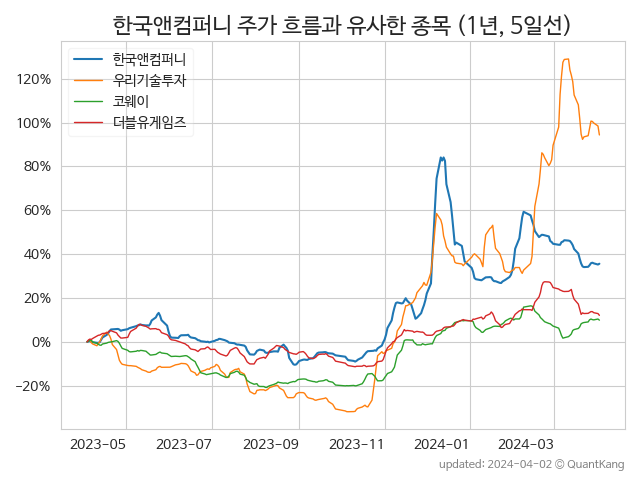 한국앤컴퍼니 주가 흐름과 유사한 종목 (1년, 5일선)
한국앤컴퍼니
우리기술투자
코웨이
더블유게임즈
120%
100%
80%
60%
40%
20%
0%
−20%
2023-05 2023-07 2023-09 2023-11 2024-01 2024-03
updated: 2024-04-02 © QuantKang